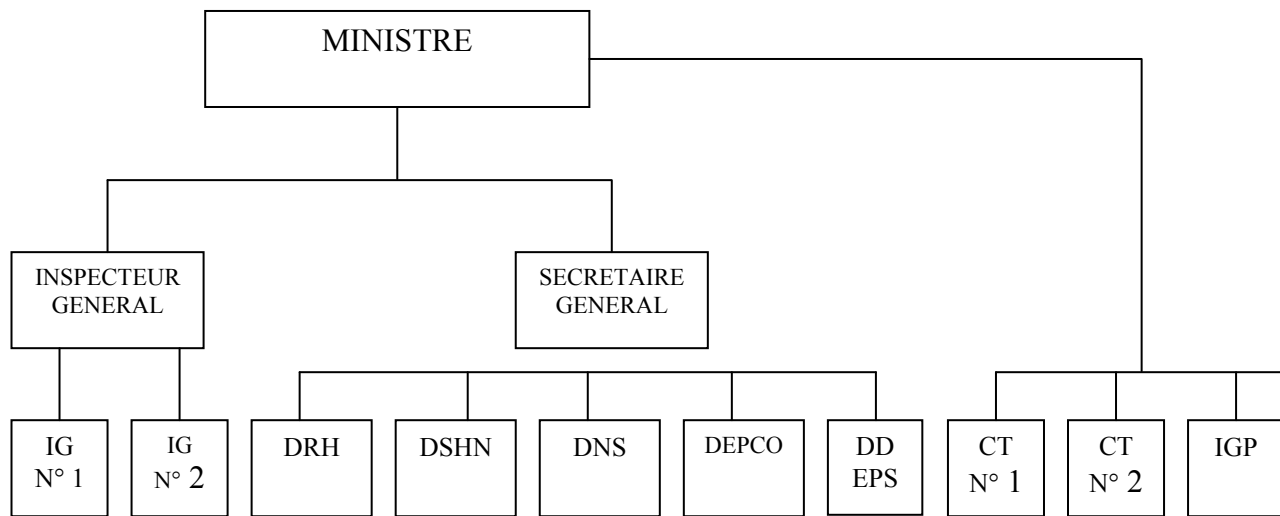 MINISTRE
INSPECTEUR
GENERAL
SECRETAIRE
GENERAL
IG
N° 1
IG
N° 2
DRH
DSHN
DNS
DEPCO
DD
EPS
CT
N° 1
CT
N° 2
IGP